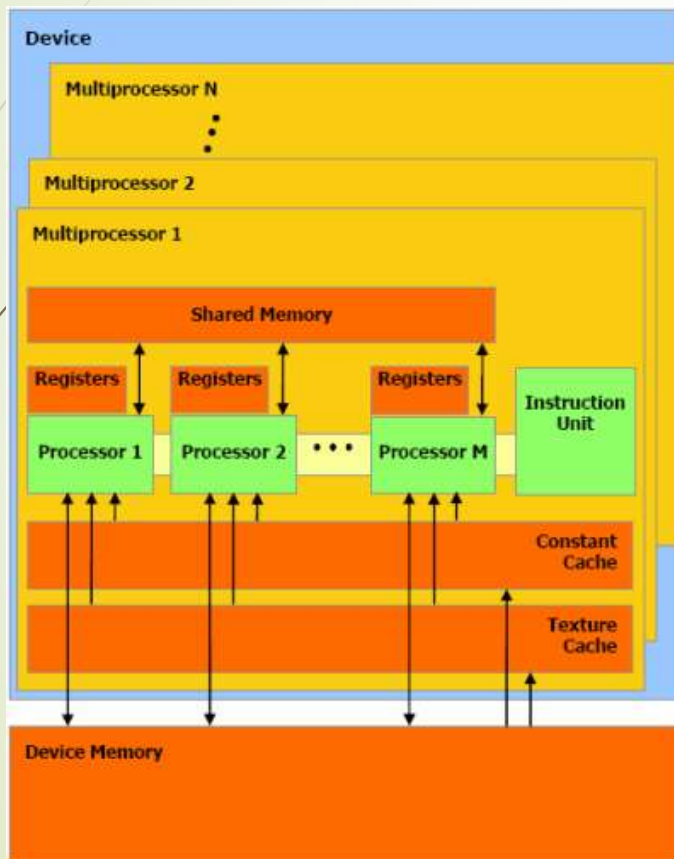 Device
Multiprocessor N
Multiprocessor 2
Multiprocessor 1
Shared Memory
Registers
Registers
Registers
Instruction
Unit
Processor 1
Processor 2
Processor M
Constant
Cache
Texture
Cache
Device Memory